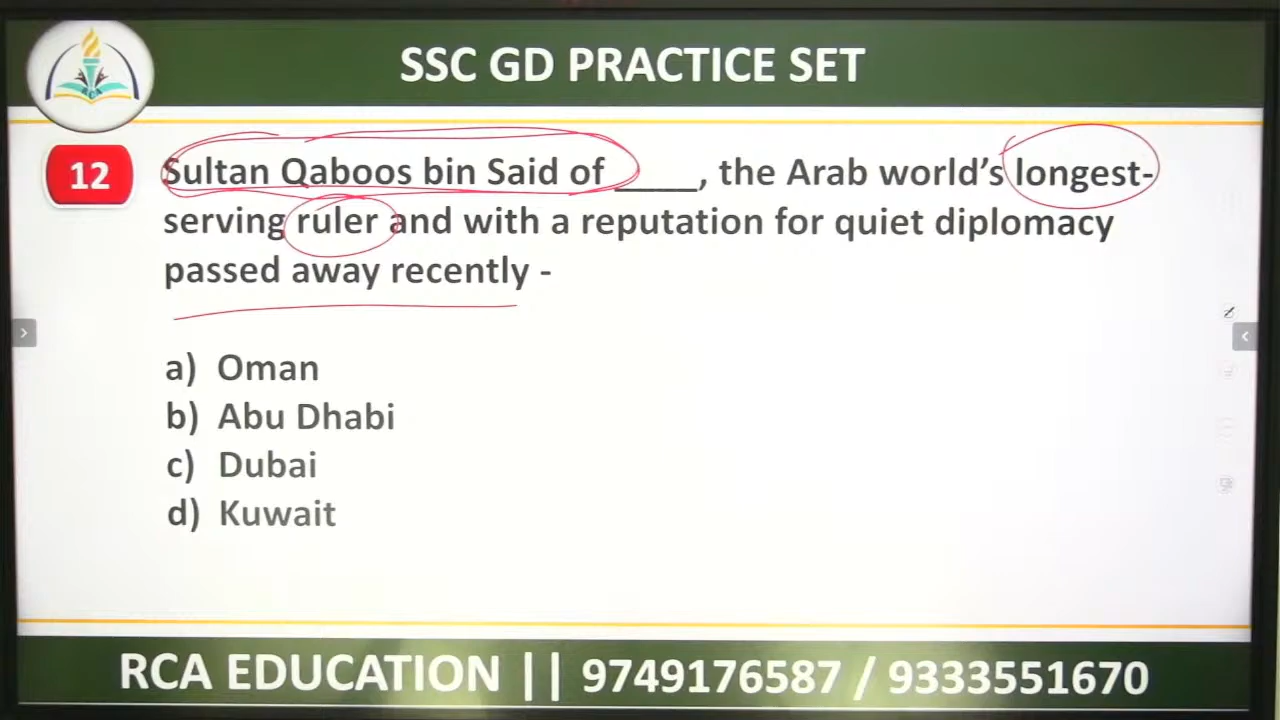 SSC GD PRACTICE SET
12
Sultan Qaboos bin Said of ____, the Arab world’s longest-
serving ruler and with a reputation for quiet diplomacy
passed away recently -
a) Oman
b) Abu Dhabi
c) Dubai
d) Kuwait
RCA EDUCATION || 9749176587 / 9333551670